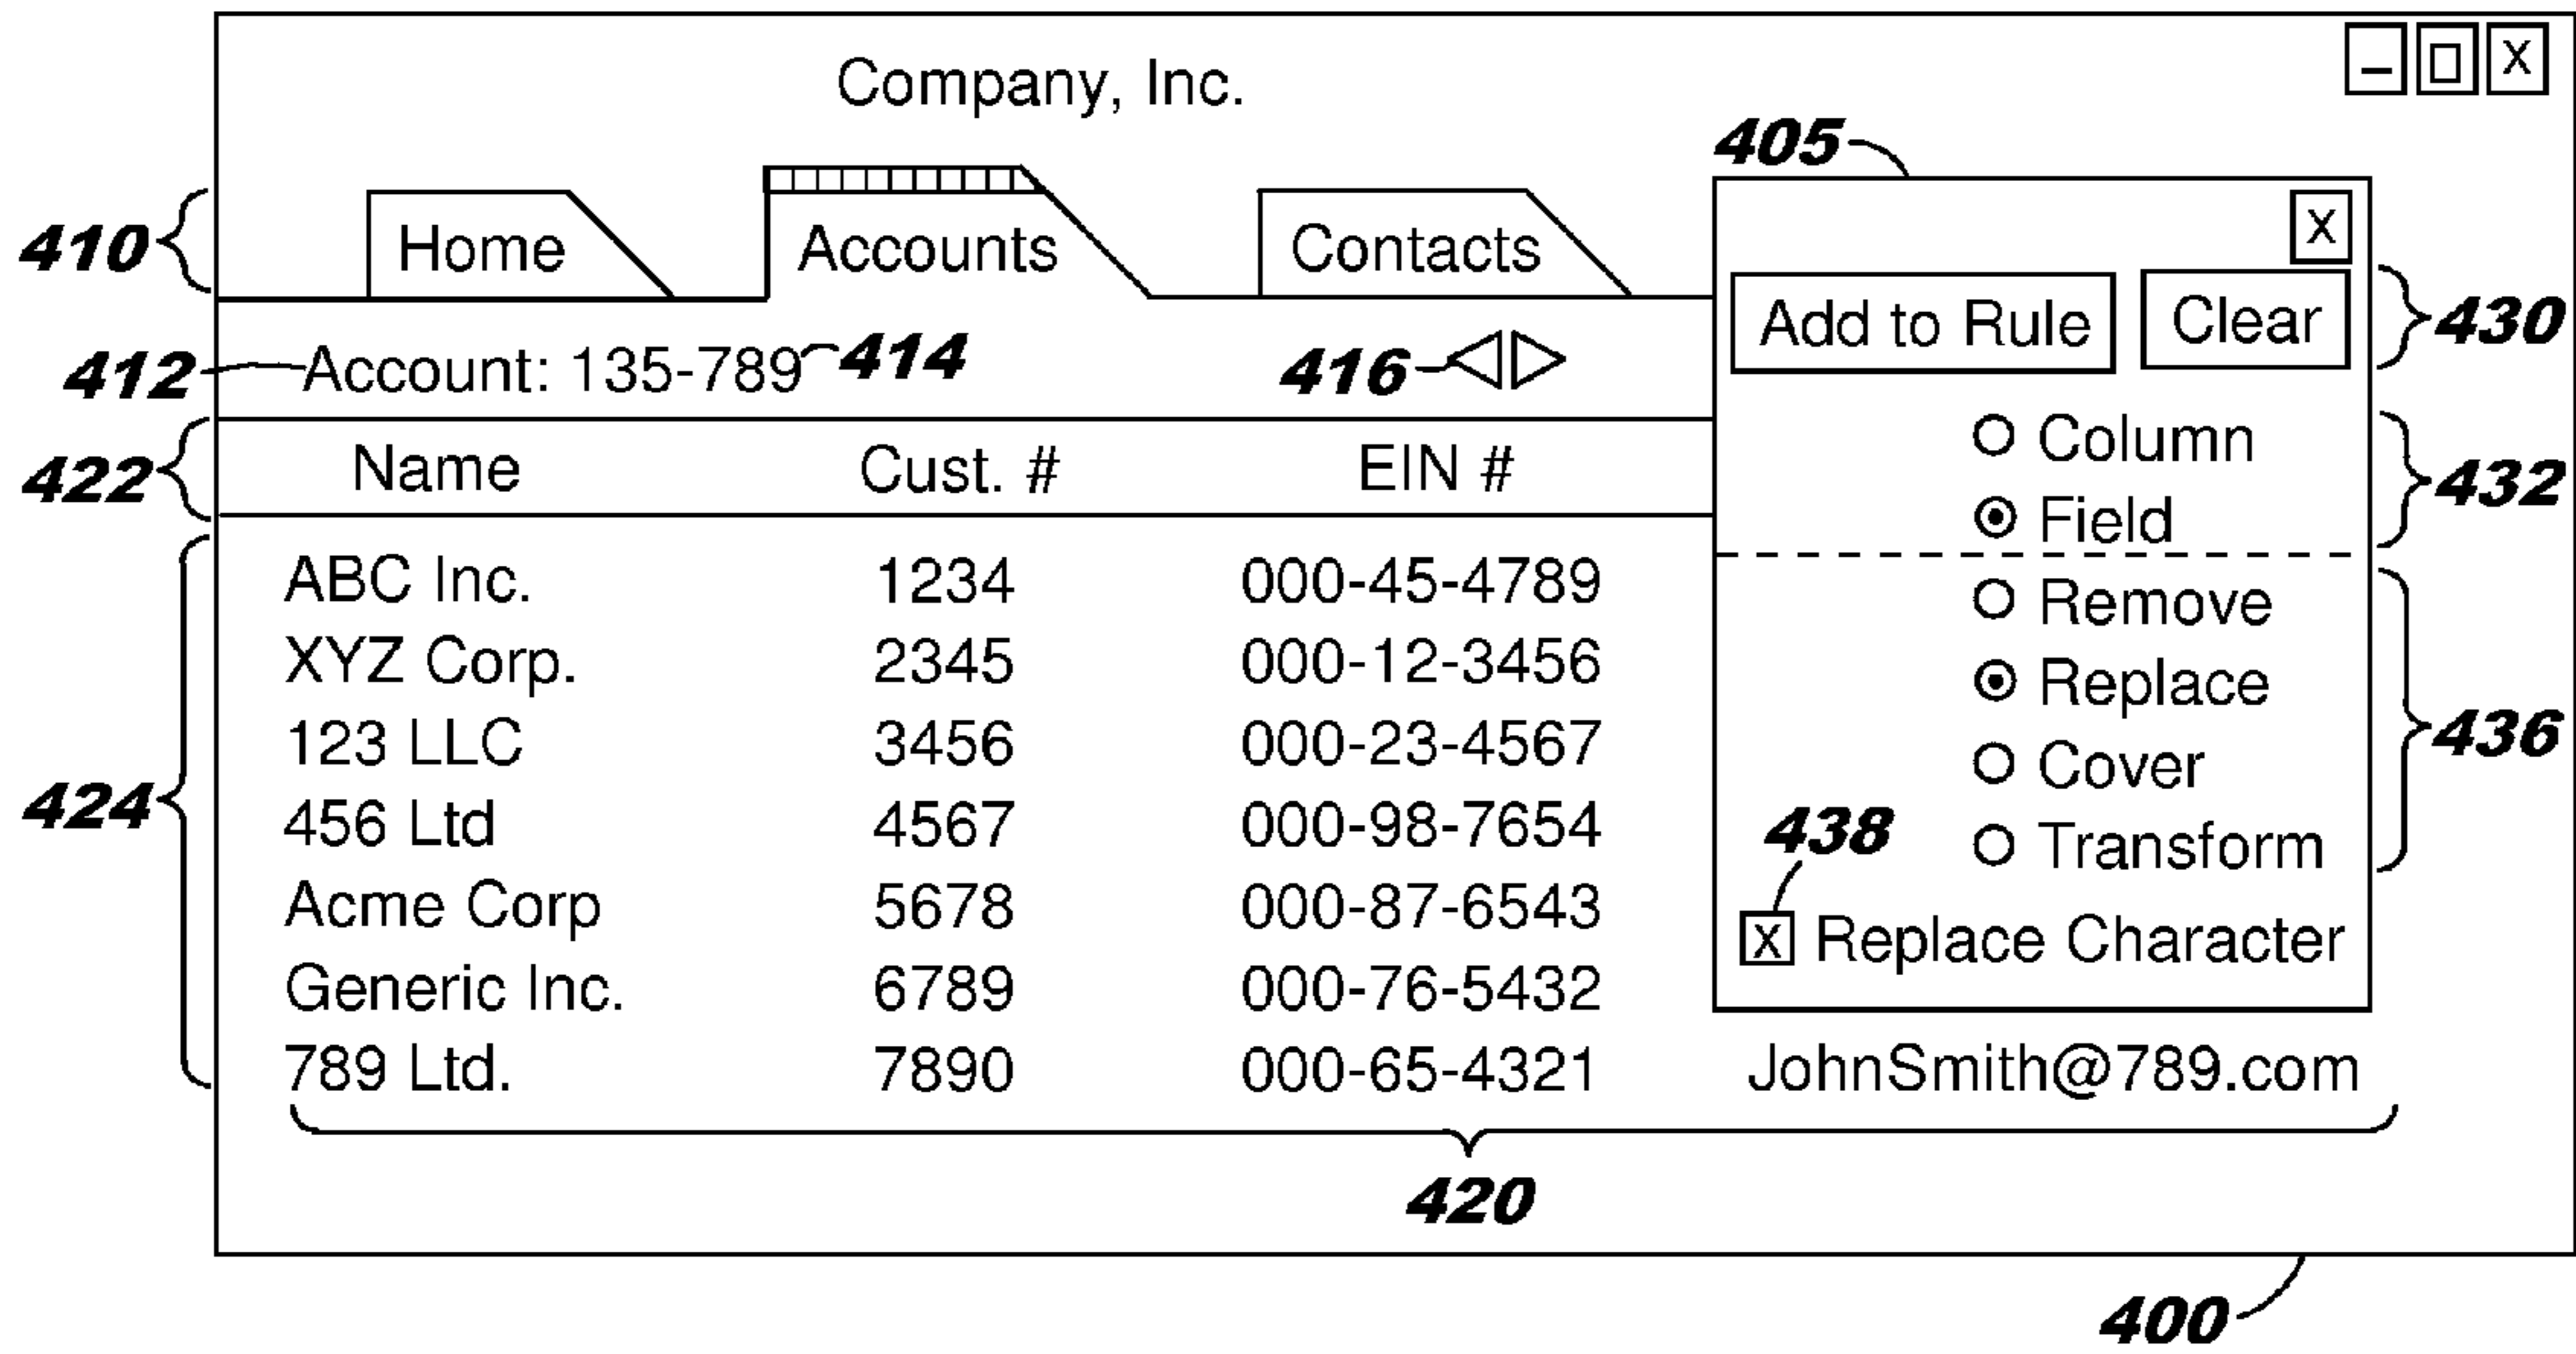 Company, Inc.
- □ X
405
X
410 Home Accounts Contacts
Add to Rule Clear 430
412 Account: 135-789 414 416
Column
422 Name Cust. # EIN # 432
Field
ABC Inc. 1234 000-45-4789 Remove
XYZ Corp. 2345 000-12-3456 Replace
123 LLC 3456 000-23-4567 Cover 436
424 456 Ltd 4567 000-98-7654 438 Transform
Acme Corp 5678 000-87-6543
X Replace Character
Generic Inc. 6789 000-76-5432
789 Ltd. 7890 000-65-4321 JohnSmith@789.com
420
400